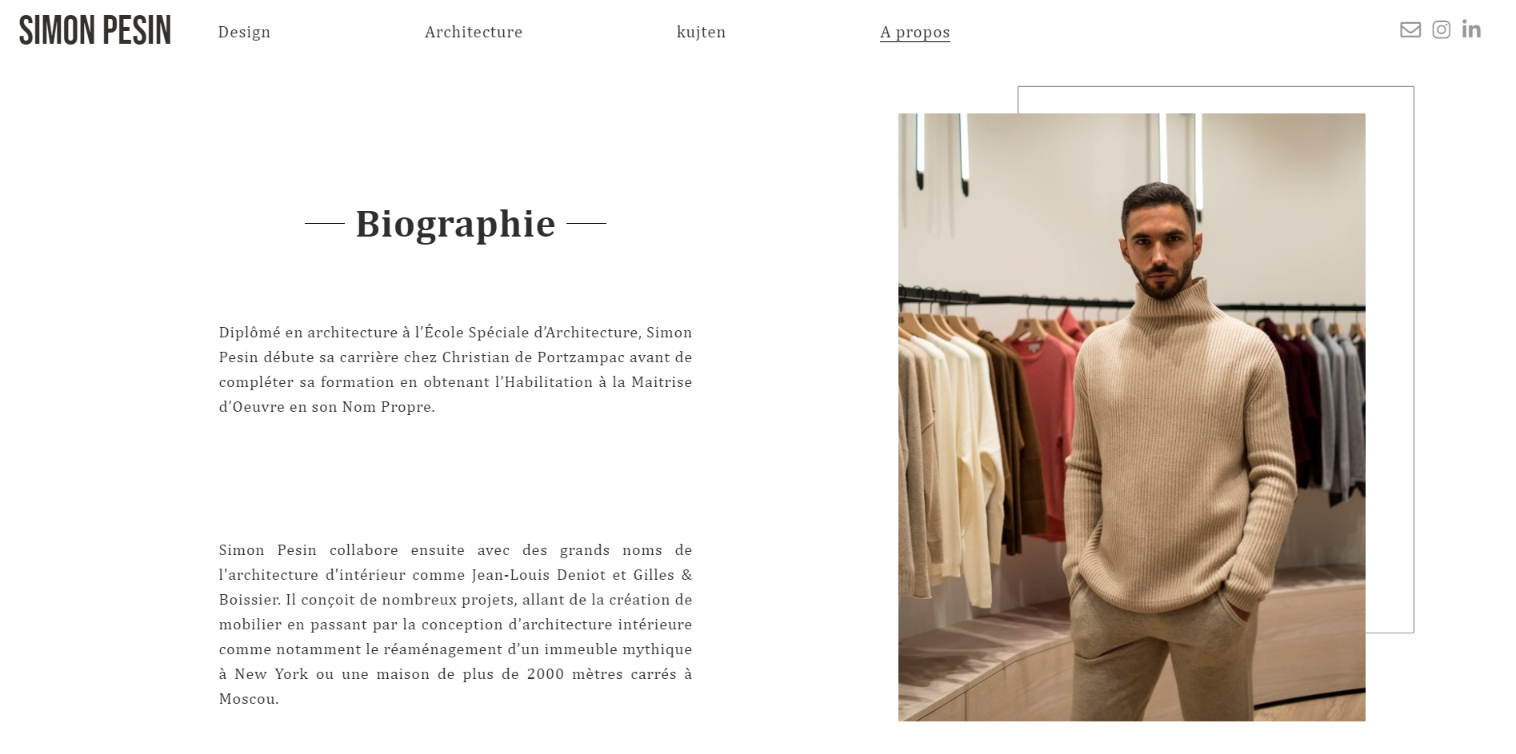 SIMON PESIN
Design
Architecture
kujten
A propos
Biographie
Diplômé en architecture à l'École Spéciale d’Architecture, Simon
Pesin débute sa carrière chez Christian de Portzampac avant de
compléter sa formation en obtenant l’Habilitation à la Maitrise
d’Oeuvre en son Nom Propre.
Simon Pesin collabore ensuite avec des grands noms de
l'architecture d'intérieur comme Jean-Louis Deniot et Gilles &
Boissier. Il conçoit de nombreux projets, allant de la création de
mobilier en passant par la conception d’architecture intérieure
comme notamment le réaménagement d’un immeuble mythique
à New York ou une maison de plus de 2000 mètres carrés à
Moscou.